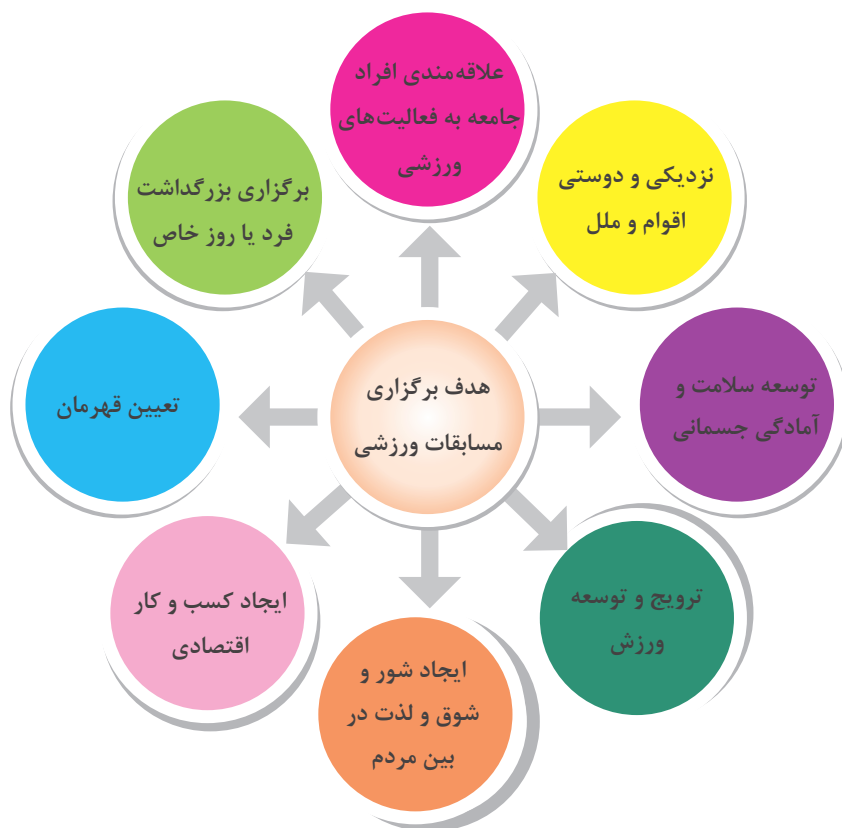 علاقه‌مندی افراد
جامعه به فعالیت‌های
ورزشی
نزدیکی و دوستی
اقوام و ملل
توسعه سلامت و
آمادگی جسمانی
ترویج و توسعه
ورزش
ایجاد شور و
شوق و لذت در
بین مردم
ایجاد کسب و کار
اقتصادی
تعیین قهرمان
برگزاری بزرگداشت
فرد یا روز خاص
هدف برگزاری
مسابقات ورزشی